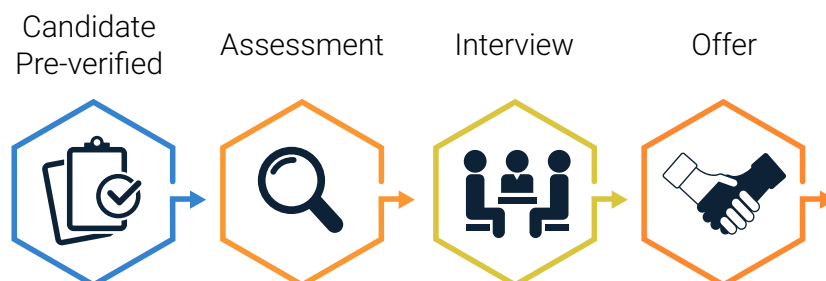 Candidate
Pre-verified
Assessment
Interview
Offer